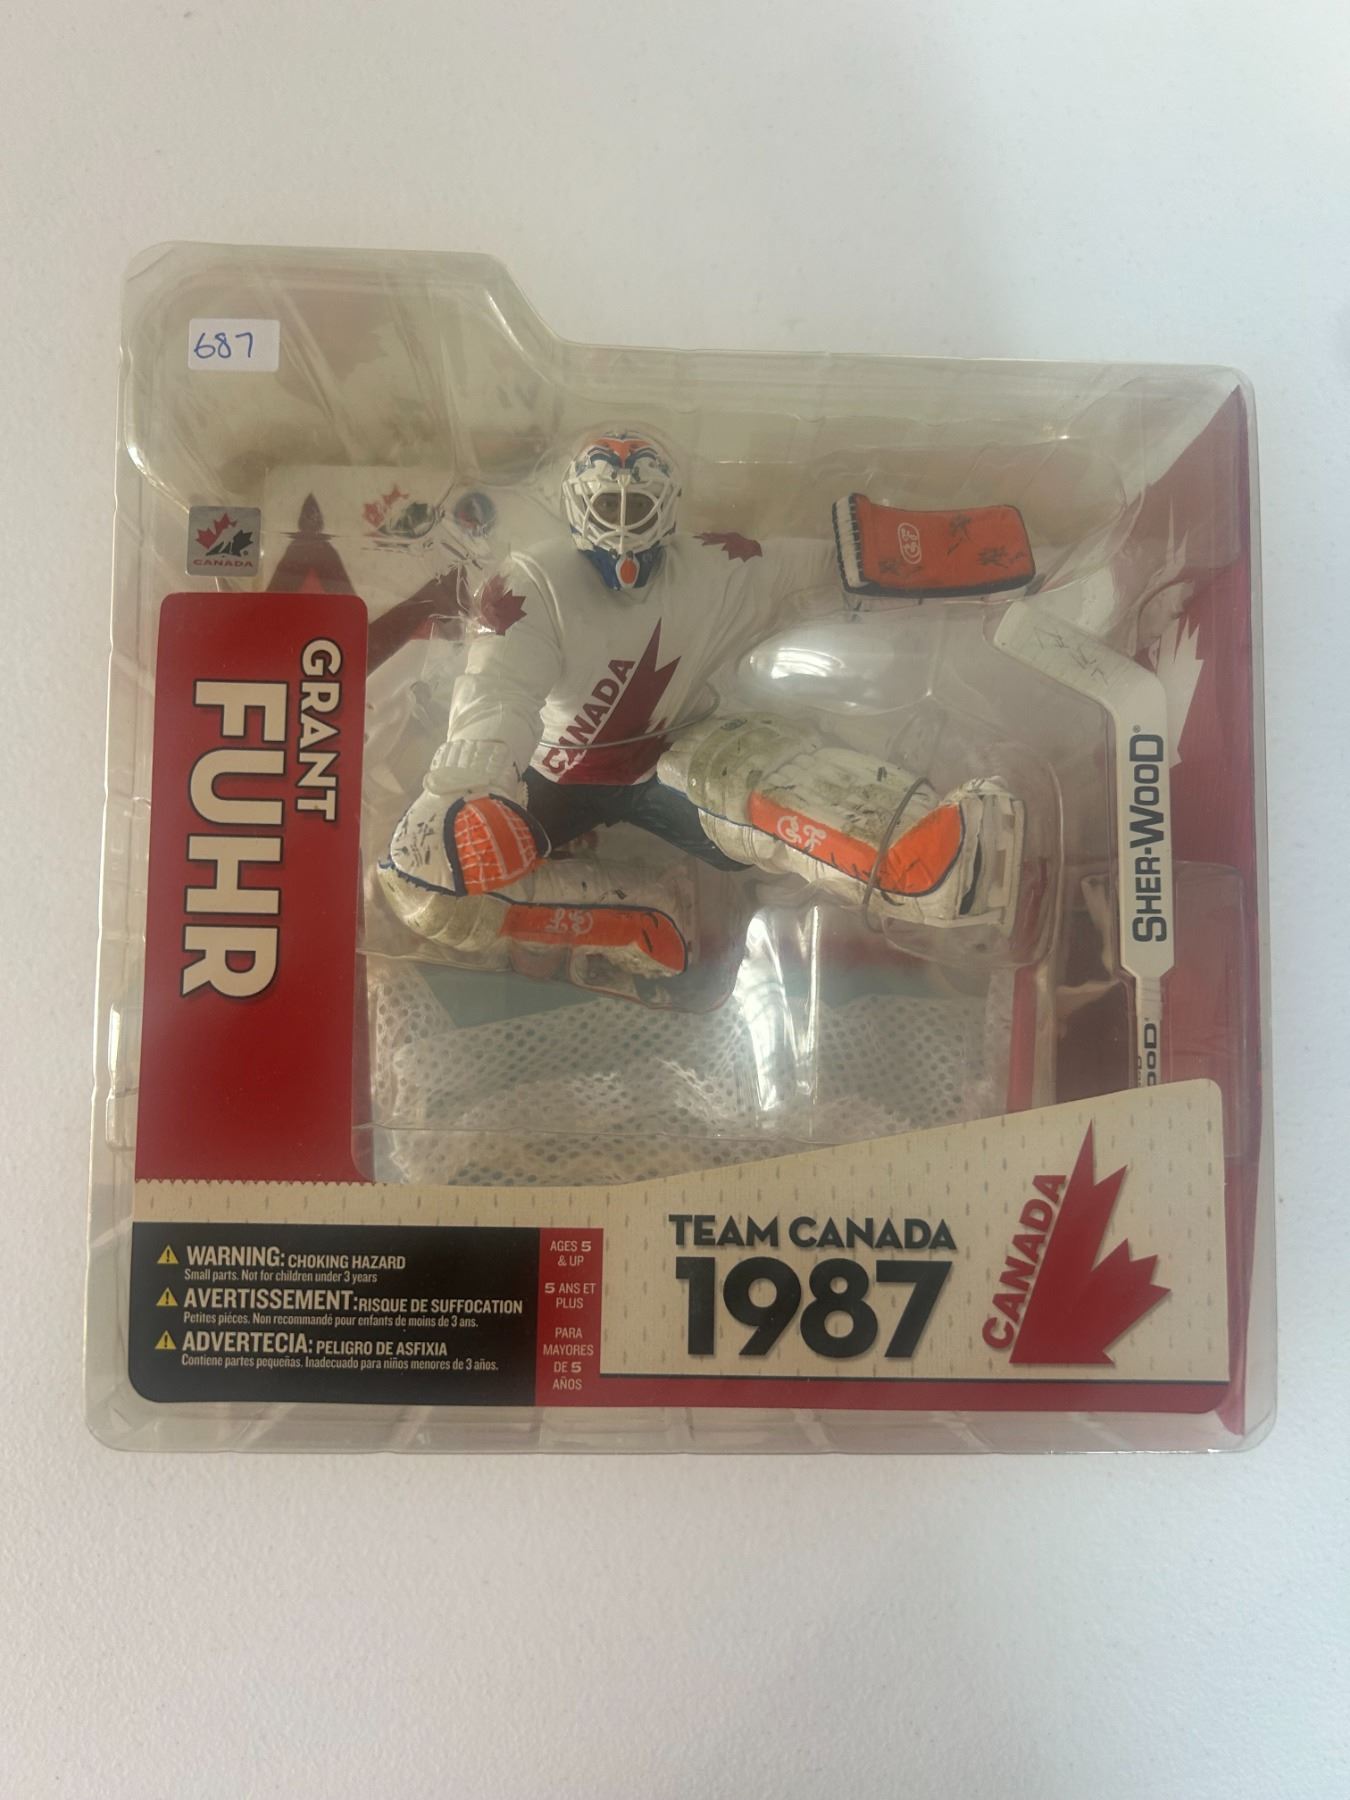 687
CANADA
GRANT
FUHR
CANADA
SHER-WOOD®
WARNING: CHOKING HAZARD
Small parts. Not for children under 3 years
AVERTISSEMENT: RISQUE DE SUFFOCATION
Petites pièces. Non recommandé pour enfants de moins de 3 ans.
ADVERTECIA: PELIGRO DE ASFIXIA
Contiene partes pequeñas. Inadecuado para niños menores de 3 años.
AGES 5
& UP
5 ANS ET
PLUS
PARA
MAYORES
DE 5
AÑOS
TEAM CANADA
1987
CANADA